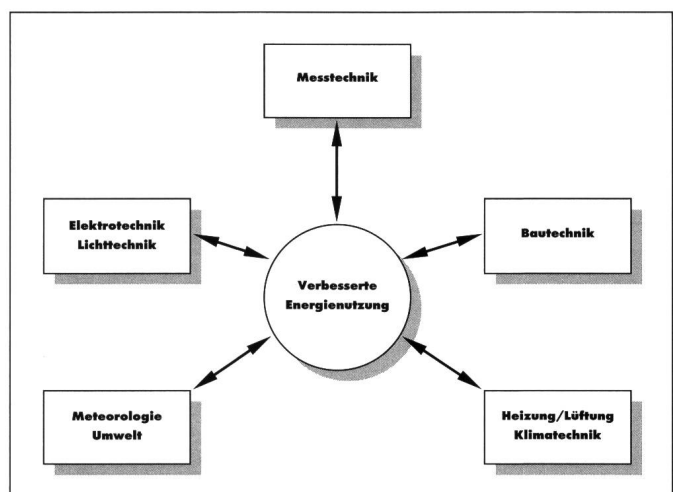 Messtechnik
Elektrotechnik
Lichttechnik
Bautechnik
Verbesserte
Energienutzung
Meteorologie
Umwelt
Heizung/Lüftung
Klimatechnik